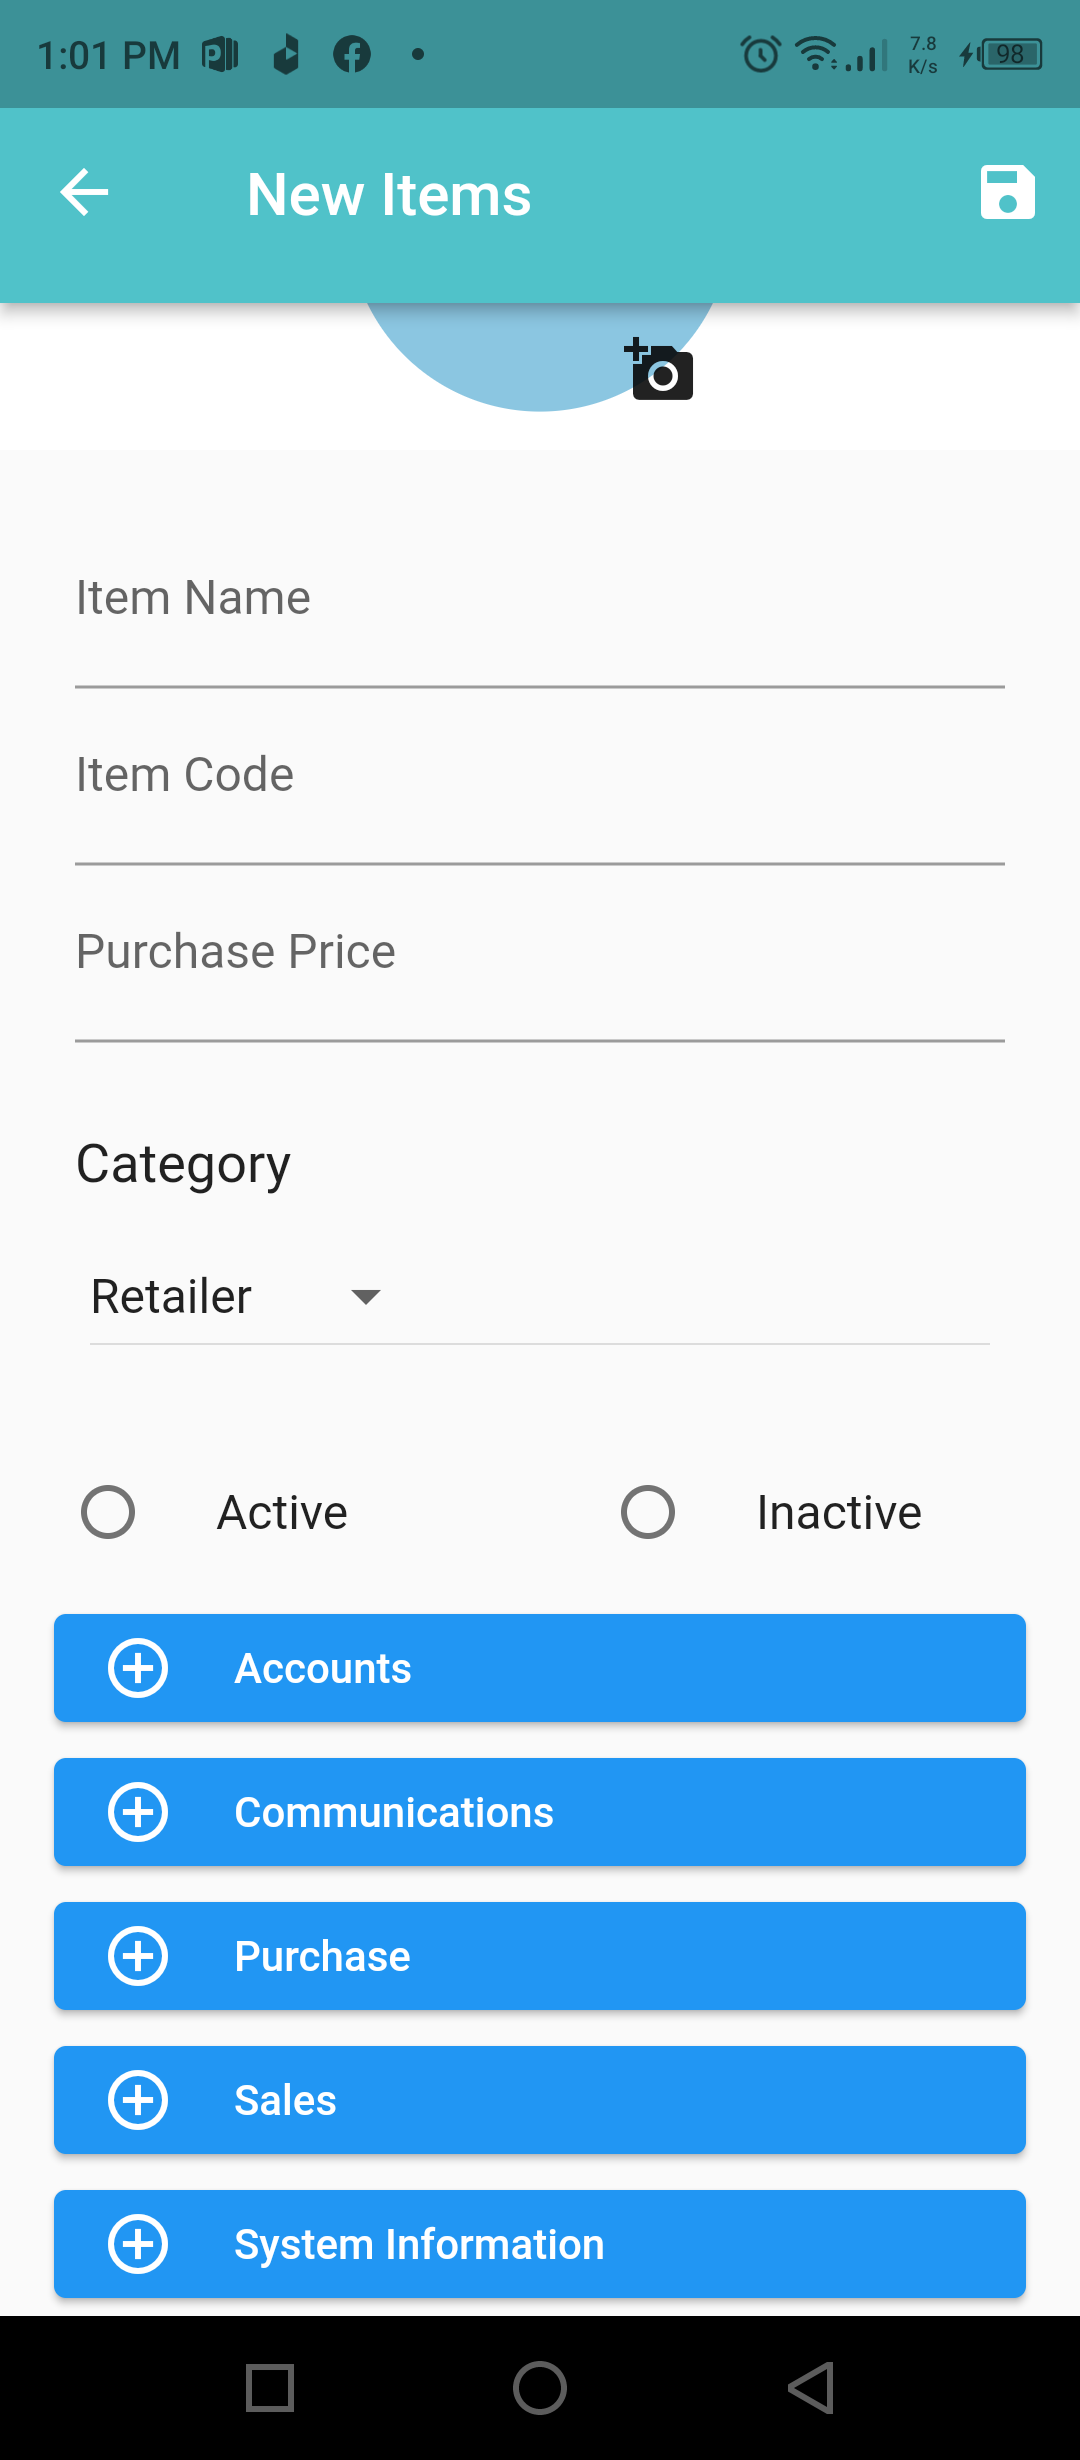 1:01 PM
7.8
K/s
98
New Items
Item Name
Item Code
Purchase Price
Category
Retailer
Active Inactive
Accounts
Communications
Purchase
Sales
System Information